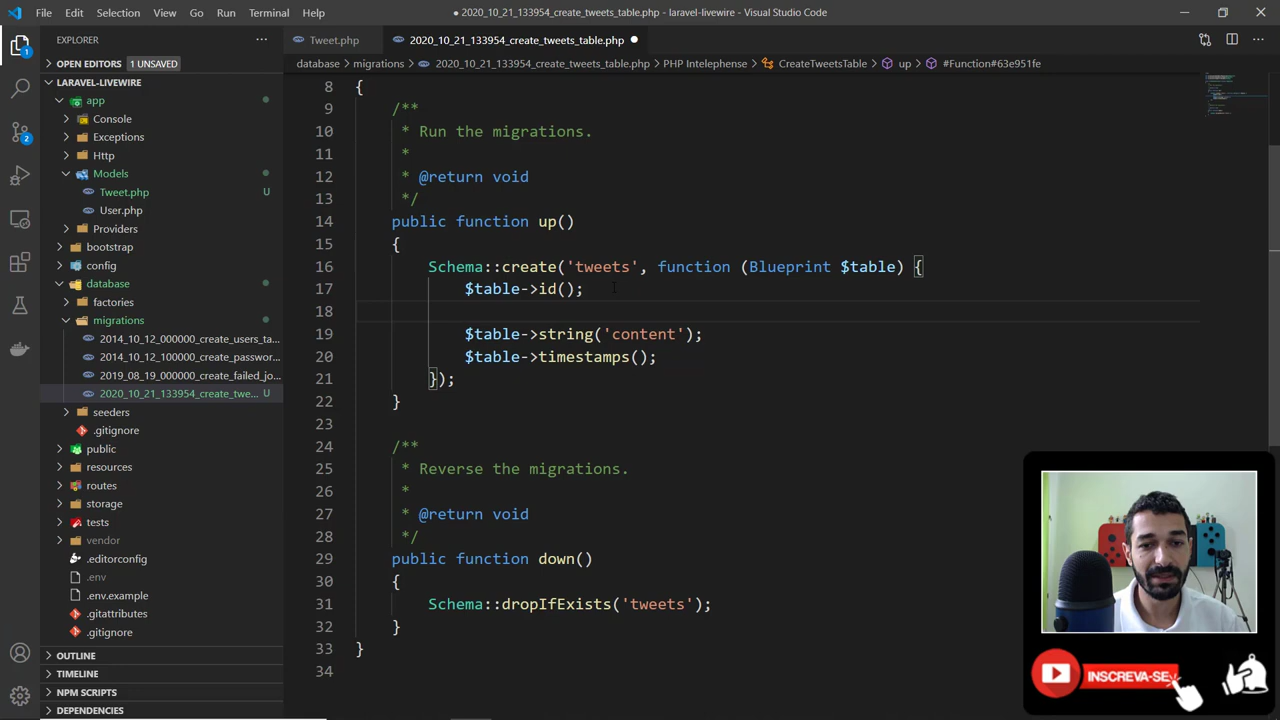 File Edit Selection View Go Run Terminal Help
● 2020_10_21_133954_create_tweets_table.php - laravel-livewire - Visual Studio Code
EXPLORER
OPEN EDITORS 1 UNSAVED
LARAVEL-LIVEWIRE
app
Console
Exceptions
Http
Models
Tweet.php U
User.php
Providers
bootstrap
config
database
factories
migrations
2014_10_12_000000_create_users_ta...
2014_10_12_100000_create_passwor...
2019_08_19_000000_create_failed_jo...
2020_10_21_133954_create_twe... U
seeders
.gitignore
public
resources
routes
storage
tests
vendor
.editorconfig
.env
.env.example
.gitattributes
.gitignore
OUTLINE
TIMELINE
NPM SCRIPTS
DEPENDENCIES
1
2
Tweet.php
2020_10_21_133954_create_tweets_table.php ●
database > migrations > 2020_10_21_133954_create_tweets_table.php > PHP Intelephense > CreateTweetsTable > up > #Function#63e951fe
8 {
9 /**
10 * Run the migrations.
11 *
12 * @return void
13 */
14 public function up()
15 {
16 Schema::create('tweets', function (Blueprint $table) {
17 $table->id();
18
19 $table->string('content');
20 $table->timestamps();
21 });
22 }
23
24 /**
25 * Reverse the migrations.
26 *
27 * @return void
28 */
29 public function down()
30 {
31 Schema::dropIfExists('tweets');
32 }
33 }
34
INSCREVA-SE